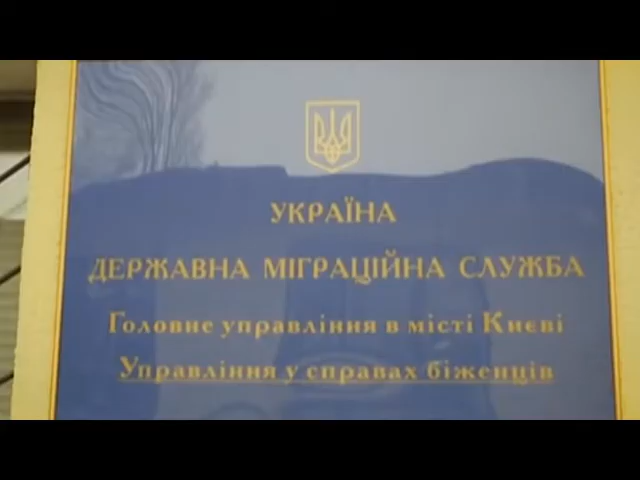 УКРАЇНА
ДЕРЖАВНА МІГРАЦІЙНА СЛУЖБА
Головне управління в місті Києві
Управління у справах біженців